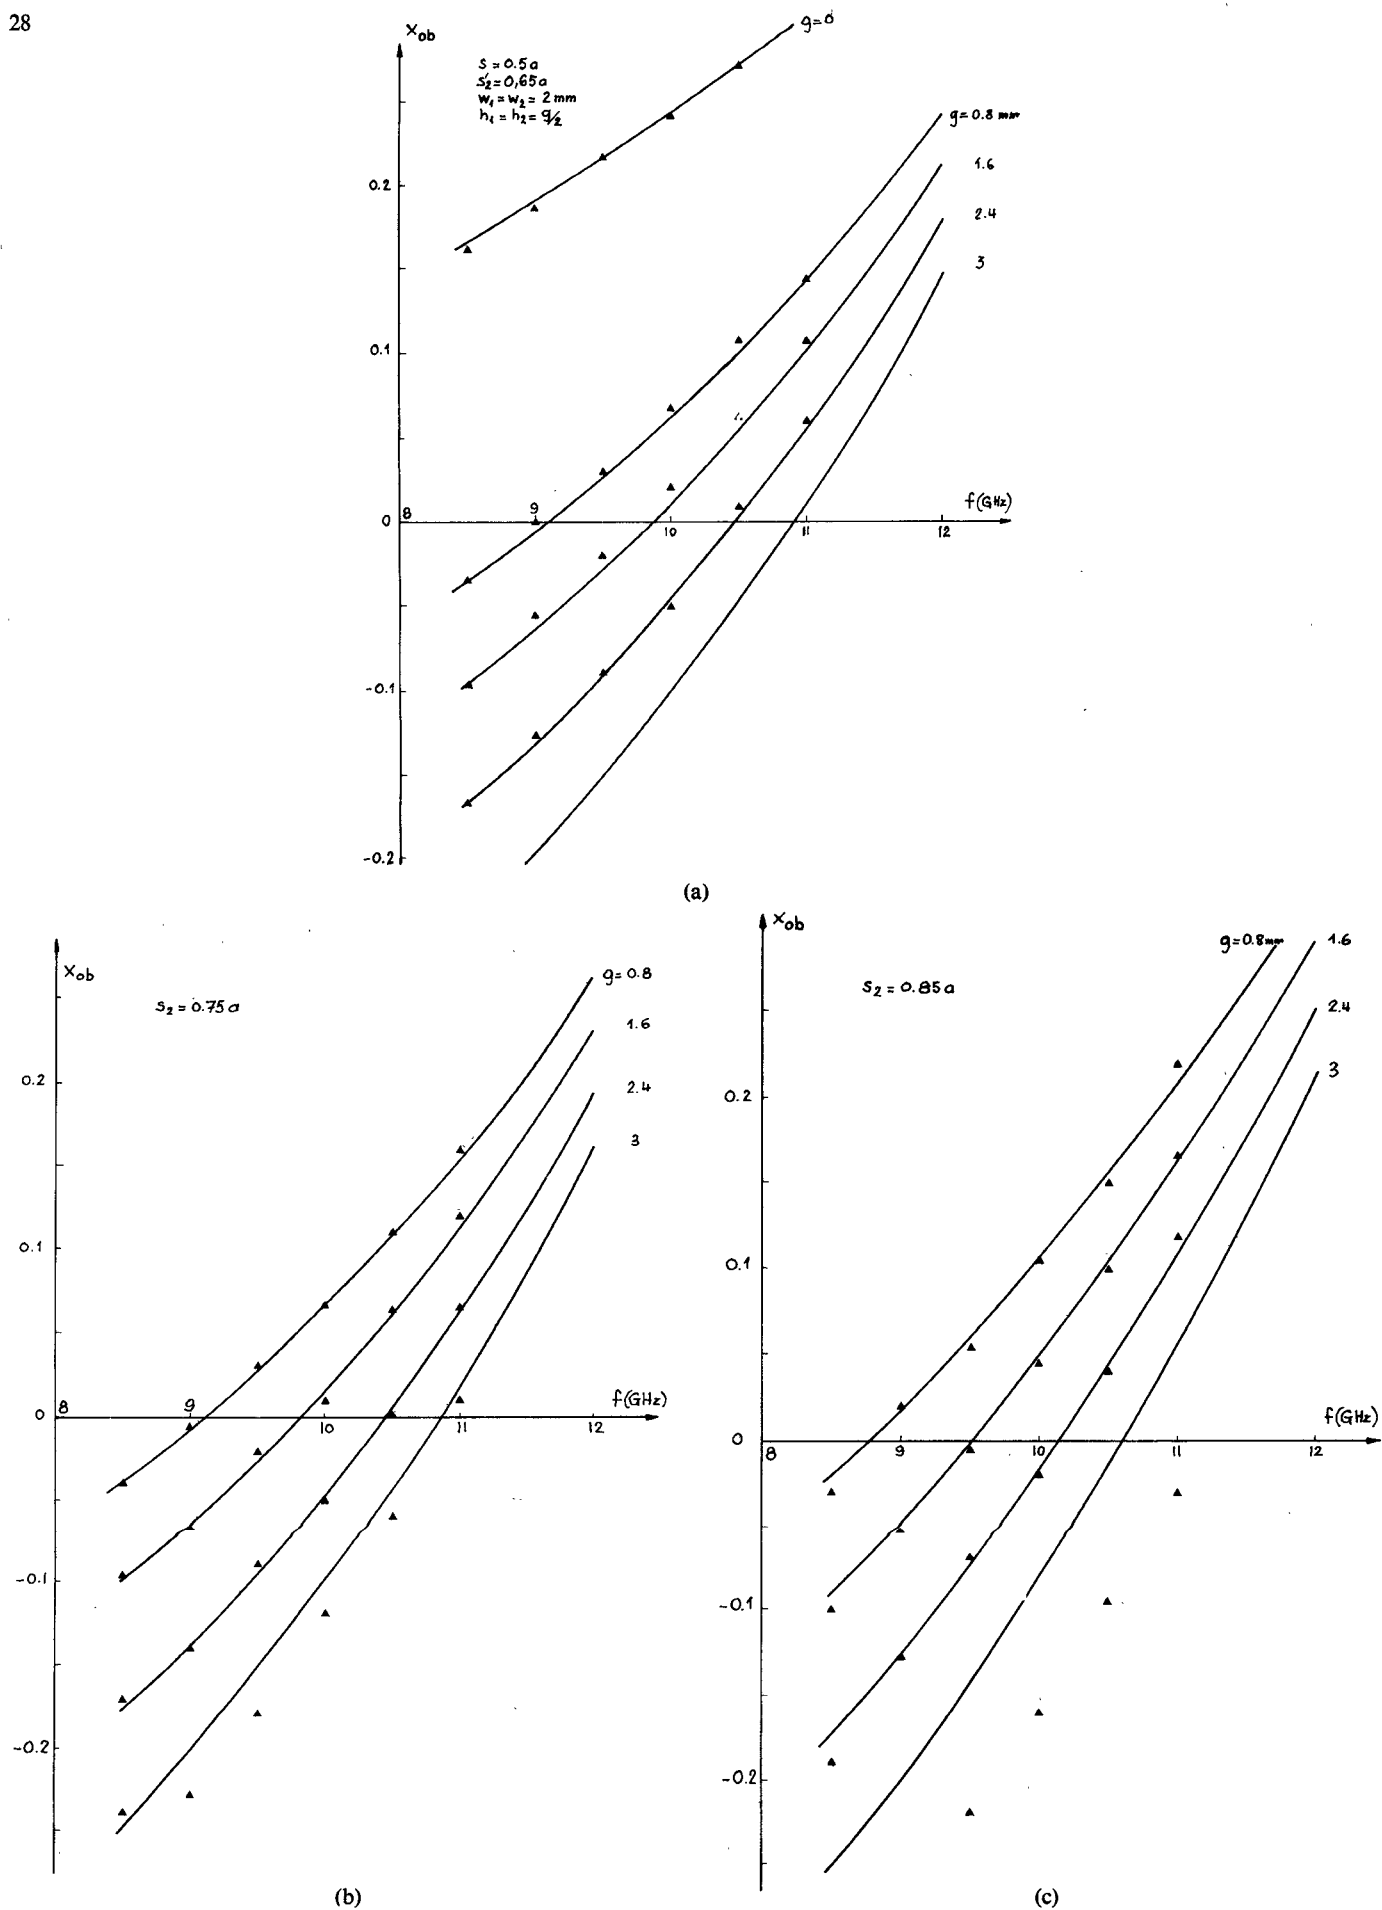 28
x_ob
g=0
s = 0.5a
s'_2 = 0,65a
w_1 = w_2 = 2 mm
h_1 = h_2 = g/2
g=0.8 mm
1.6
0.2
2.4
3
0.1
f(GHz)
0 8 9 10 11 12
-0.1
-0.2
(a)
x_ob
s_2 = 0.75a
g=0.8
1.6
2.4
3
0.2
0.1
f(GHz)
0 8 9 10 11 12
-0.1
-0.2
(b)
x_ob
s_2 = 0.85a
g=0.8mm
1.6
2.4
3
0.2
0.1
f(GHz)
0 8 9 10 11 12
-0.1
-0.2
(c)